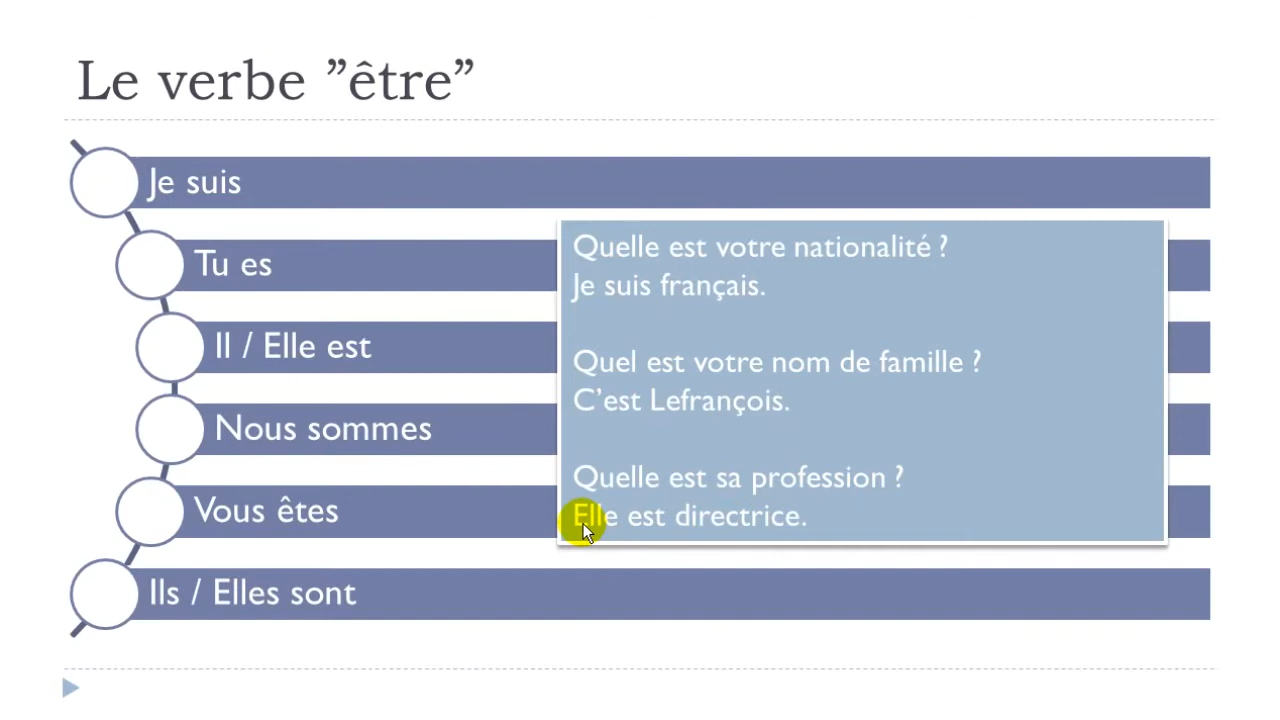 Le verbe ”être”
Je suis
Tu es
Il / Elle est
Nous sommes
Vous êtes
Ils / Elles sont
Quelle est votre nationalité ?
Je suis français.
Quel est votre nom de famille ?
C’est Lefrançois.
Quelle est sa profession ?
Elle est directrice.